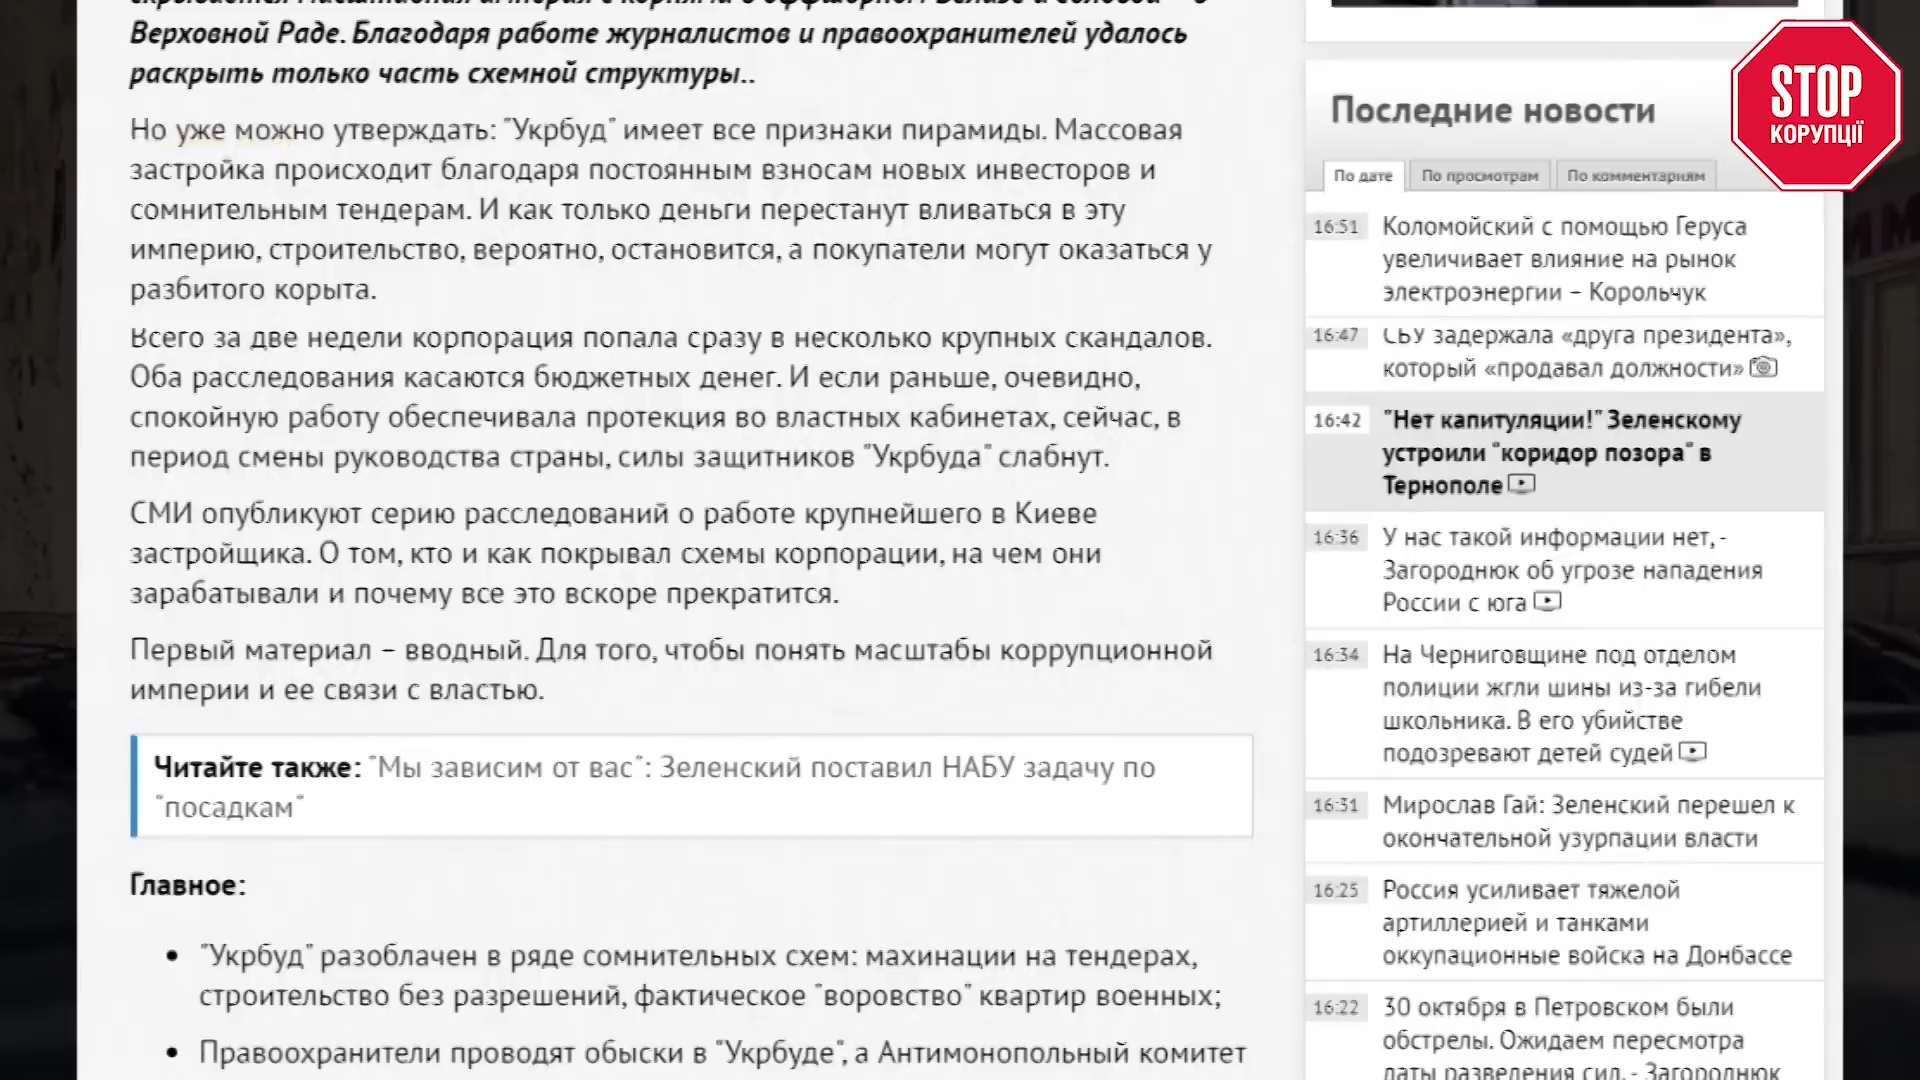 Верховной Раде. Благодаря работе журналистов и правоохранителей удалось
раскрыть только часть схемной структуры..
Но уже можно утверждать: "Укрбуд" имеет все признаки пирамиды. Массовая
застройка происходит благодаря постоянным взносам новых инвесторов и
сомнительным тендерам. И как только деньги перестанут вливаться в эту
империю, строительство, вероятно, остановится, а покупатели могут оказаться у
разбитого корыта.
Всего за две недели корпорация попала сразу в несколько крупных скандалов.
Оба расследования касаются бюджетных денег. И если раньше, очевидно,
спокойную работу обеспечивала протекция во властных кабинетах, сейчас, в
период смены руководства страны, силы защитников "Укрбуда" слабнут.
СМИ опубликуют серию расследований о работе крупнейшего в Киеве
застройщика. О том, кто и как покрывал схемы корпорации, на чем они
зарабатывали и почему все это вскоре прекратится.
Первый материал – вводный. Для того, чтобы понять масштабы коррупционной
империи и ее связи с властью.
Читайте также: "Мы зависим от вас": Зеленский поставил НАБУ задачу по
"посадкам"
Главное:
• "Укрбуд" разоблачен в ряде сомнительных схем: махинации на тендерах,
строительство без разрешений, фактическое "воровство" квартир военных;
• Правоохранители проводят обыски в "Укрбуде", а Антимонопольный комитет
STOP
КОРУПЦІЇ
Последние новости
По дате По просмотрам По комментариям
16:51 Коломойский с помощью Геруса
увеличивает влияние на рынок
электроэнергии – Корольчук
16:47 СБУ задержала «друга президента»,
который «продавал должности»
16:42 "Нет капитуляции!" Зеленскому
устроили "коридор позора" в
Тернополе
16:36 У нас такой информации нет, -
Загороднюк об угрозе нападения
России с юга
16:34 На Черниговщине под отделом
полиции жгли шины из-за гибели
школьника. В его убийстве
подозревают детей судей
16:31 Мирослав Гай: Зеленский перешел к
окончательной узурпации власти
16:25 Россия усиливает тяжелой
артиллерией и танками
оккупационные войска на Донбассе
16:22 30 октября в Петровском были
обстрелы. Ожидаем пересмотра
даты разведения сил, - Загороднюк